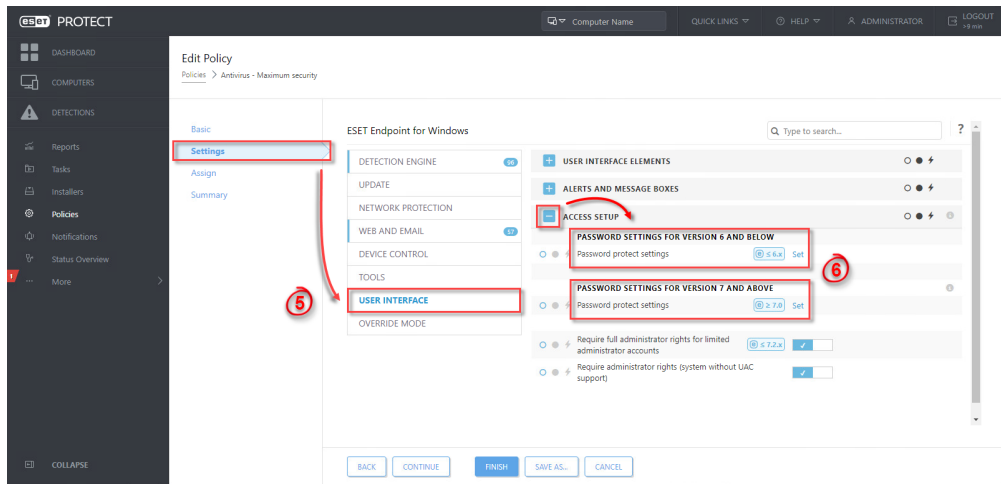 eset PROTECT
Computer Name
QUICK LINKS
HELP
ADMINISTRATOR
LOGOUT
>9 min
DASHBOARD
COMPUTERS
DETECTIONS
Reports
Tasks
Installers
Policies
Notifications
Status Overview
1
... More
COLLAPSE
Edit Policy
Policies > Antivirus - Maximum security
Basic
Settings
Assign
Summary
ESET Endpoint for Windows
Type to search...
?
DETECTION ENGINE 96
UPDATE
NETWORK PROTECTION
WEB AND EMAIL 57
DEVICE CONTROL
TOOLS
USER INTERFACE
OVERRIDE MODE
5
USER INTERFACE ELEMENTS
ALERTS AND MESSAGE BOXES
ACCESS SETUP
PASSWORD SETTINGS FOR VERSION 6 AND BELOW
Password protect settings ≤ 6.x Set
6
PASSWORD SETTINGS FOR VERSION 7 AND ABOVE
Password protect settings ≥ 7.0 Set
Require full administrator rights for limited
administrator accounts ≤ 7.2.x
Require administrator rights (system without UAC
support)
BACK
CONTINUE
FINISH
SAVE AS...
CANCEL